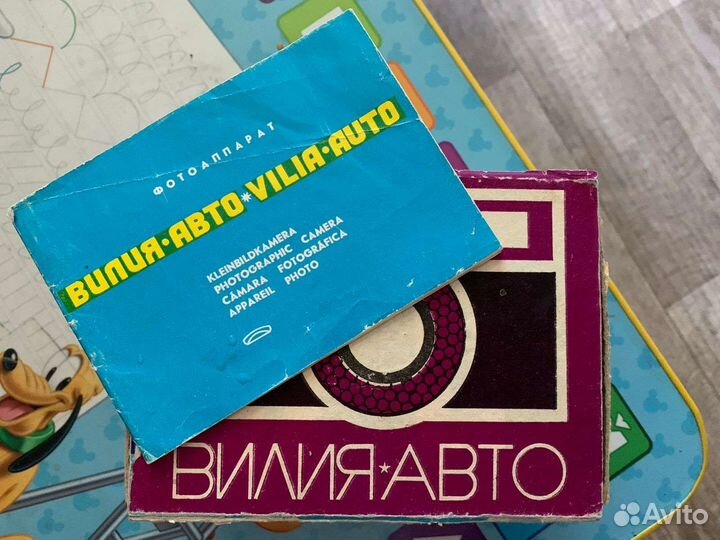 ФОТОАППАРАТ
ВИЛИЯ·АВТО*VILIA·AUTO
KLEINBILDKAMERA
PHOTOGRAPHIC CAMERA
CÁMARA FOTOGRÁFICA
APPAREIL PHOTO
ВИЛИЯ★АВТО
Avito